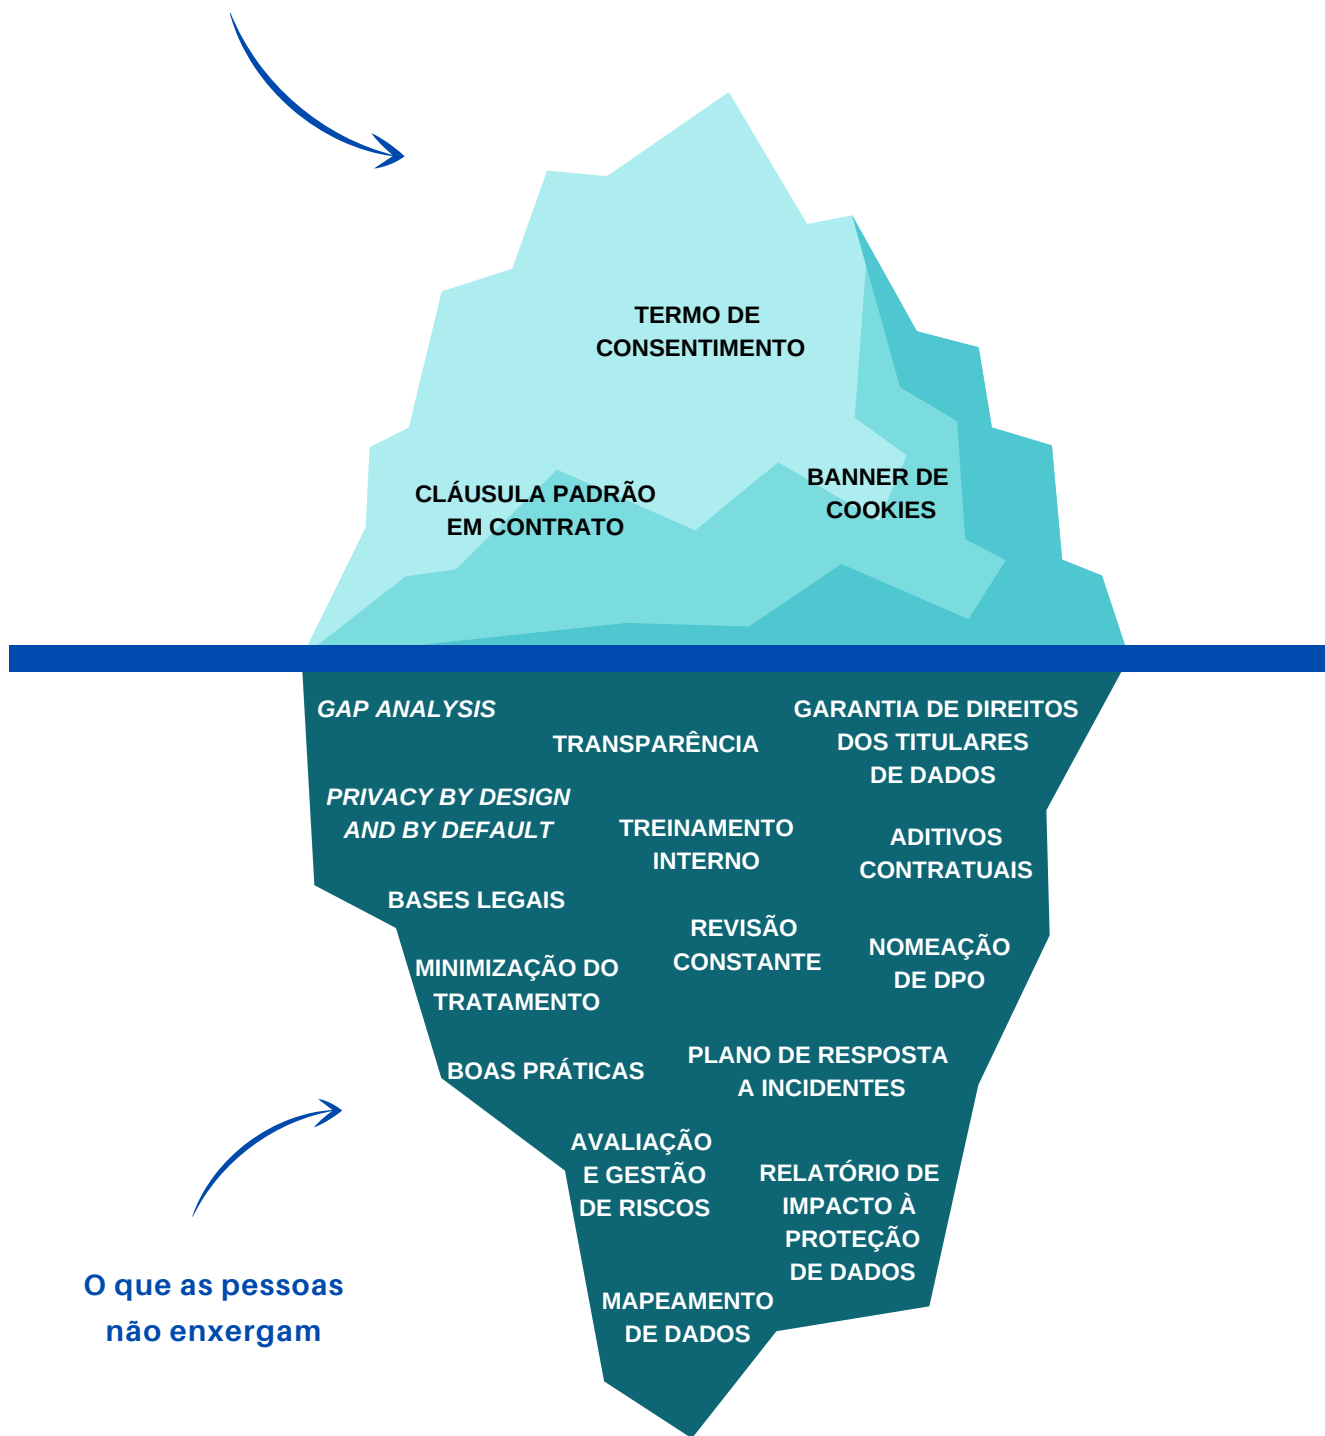 TERMO DE
CONSENTIMENTO
CLÁUSULA PADRÃO
EM CONTRATO
BANNER DE
COOKIES
GAP ANALYSIS
TRANSPARÊNCIA
GARANTIA DE DIREITOS
DOS TITULARES
DE DADOS
PRIVACY BY DESIGN
AND BY DEFAULT
TREINAMENTO
INTERNO
ADITIVOS
CONTRATUAIS
BASES LEGAIS
REVISÃO
CONSTANTE
NOMEAÇÃO
DE DPO
MINIMIZAÇÃO DO
TRATAMENTO
BOAS PRÁTICAS
PLANO DE RESPOSTA
A INCIDENTES
AVALIAÇÃO
E GESTÃO
DE RISCOS
RELATÓRIO DE
IMPACTO À
PROTEÇÃO
DE DADOS
MAPEAMENTO
DE DADOS
O que as pessoas
não enxergam